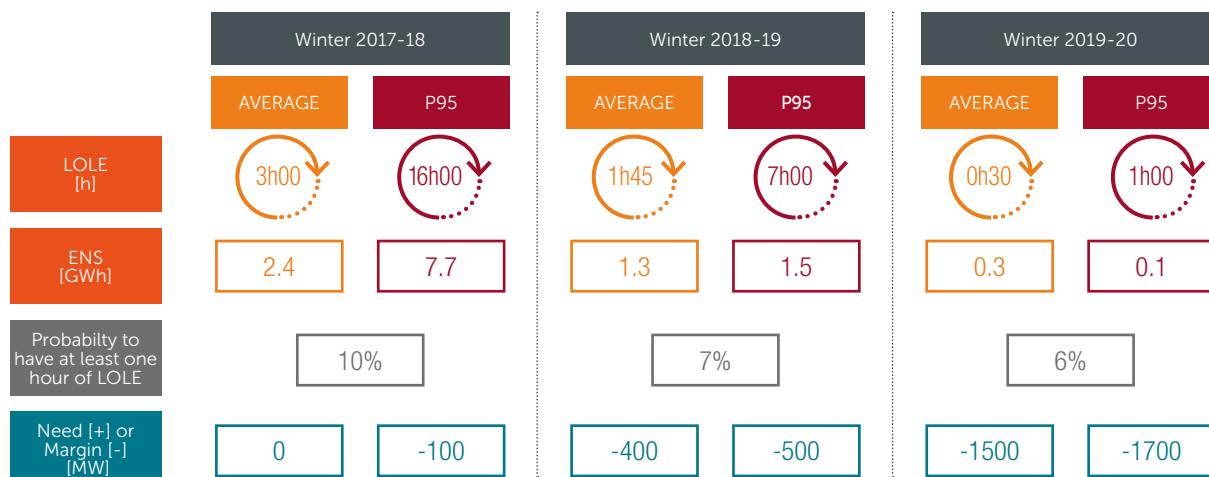 Winter 2017-18
Winter 2018-19
Winter 2019-20
AVERAGE
P95
AVERAGE
P95
AVERAGE
P95
LOLE
[h]
3h00
16h00
1h45
7h00
0h30
1h00
ENS
[GWh]
2.4
7.7
1.3
1.5
0.3
0.1
Probabilty to
have at least one
hour of LOLE
10%
7%
6%
Need [+] or
Margin [-]
[MW]
0
-100
-400
-500
-1500
-1700